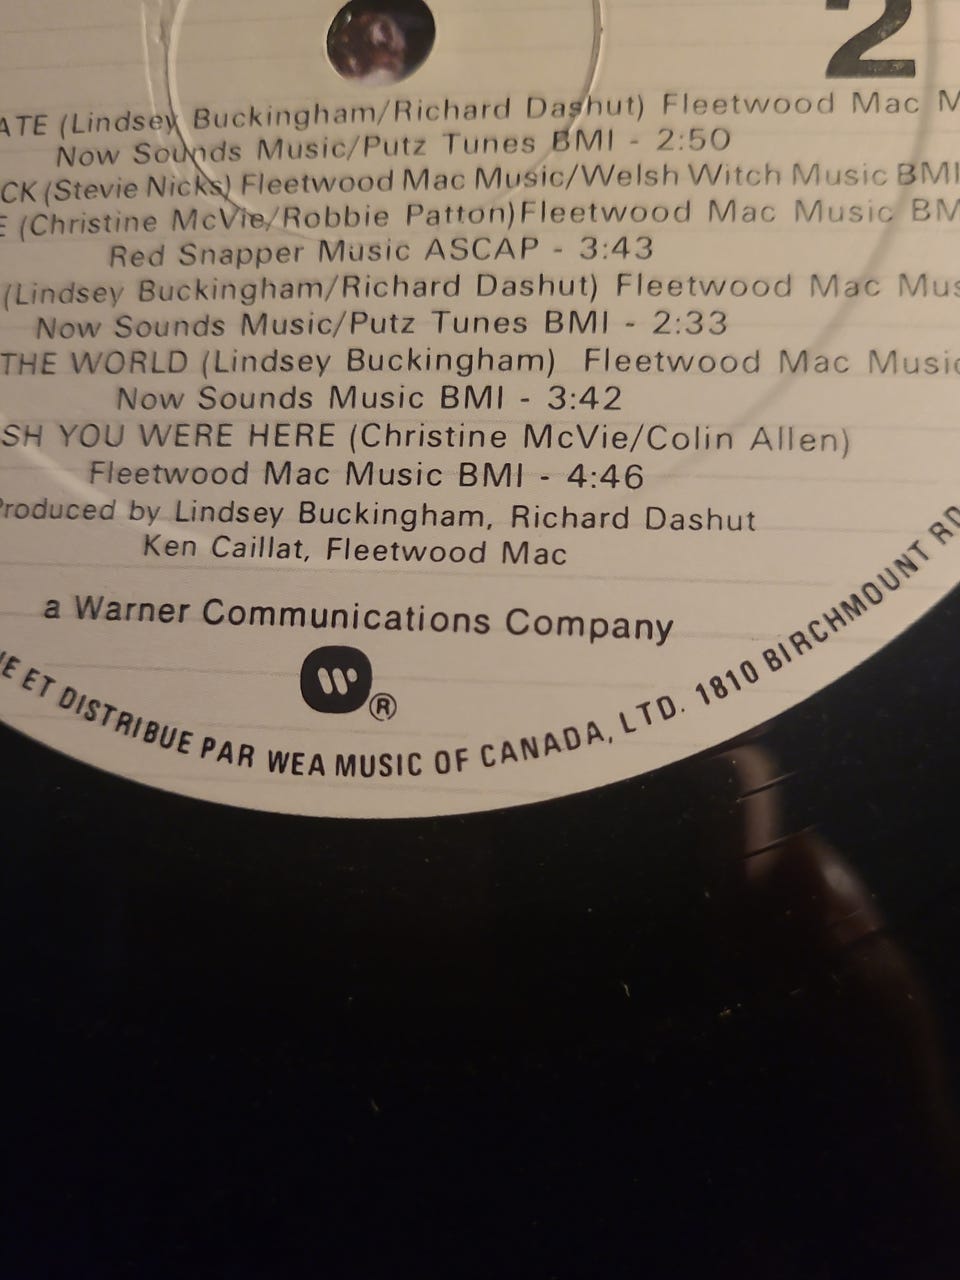 2
ATE (Lindsey Buckingham/Richard Dashut) Fleetwood Mac M
Now Sounds Music/Putz Tunes BMI - 2:50
CK (Stevie Nicks) Fleetwood Mac Music/Welsh Witch Music BMI
E (Christine McVie/Robbie Patton)Fleetwood Mac Music BM
Red Snapper Music ASCAP - 3:43
(Lindsey Buckingham/Richard Dashut) Fleetwood Mac Mus
Now Sounds Music/Putz Tunes BMI - 2:33
THE WORLD (Lindsey Buckingham) Fleetwood Mac Music
Now Sounds Music BMI - 3:42
SH YOU WERE HERE (Christine McVie/Colin Allen)
Fleetwood Mac Music BMI - 4:46
Produced by Lindsey Buckingham, Richard Dashut
Ken Caillat, Fleetwood Mac
a Warner Communications Company
W ®
E ET DISTRIBUE PAR WEA MUSIC OF CANADA, LTD. 1810 BIRCHMOUNT RD